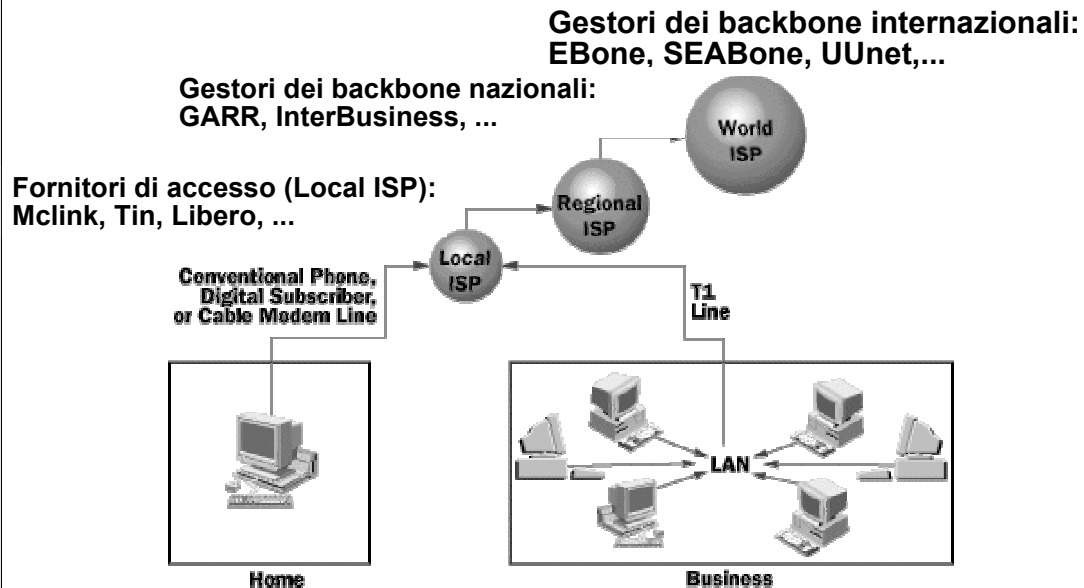 Gestori dei backbone internazionali:
EBone, SEABone, UUnet,...
Gestori dei backbone nazionali:
GARR, InterBusiness, ...
World
ISP
Fornitori di accesso (Local ISP):
Mclink, Tin, Libero, ...
Regional
ISP
Local
ISP
Conventional Phone,
Digital Subscriber,
or Cable Modem Line
T1
Line
LAN
Home
Business